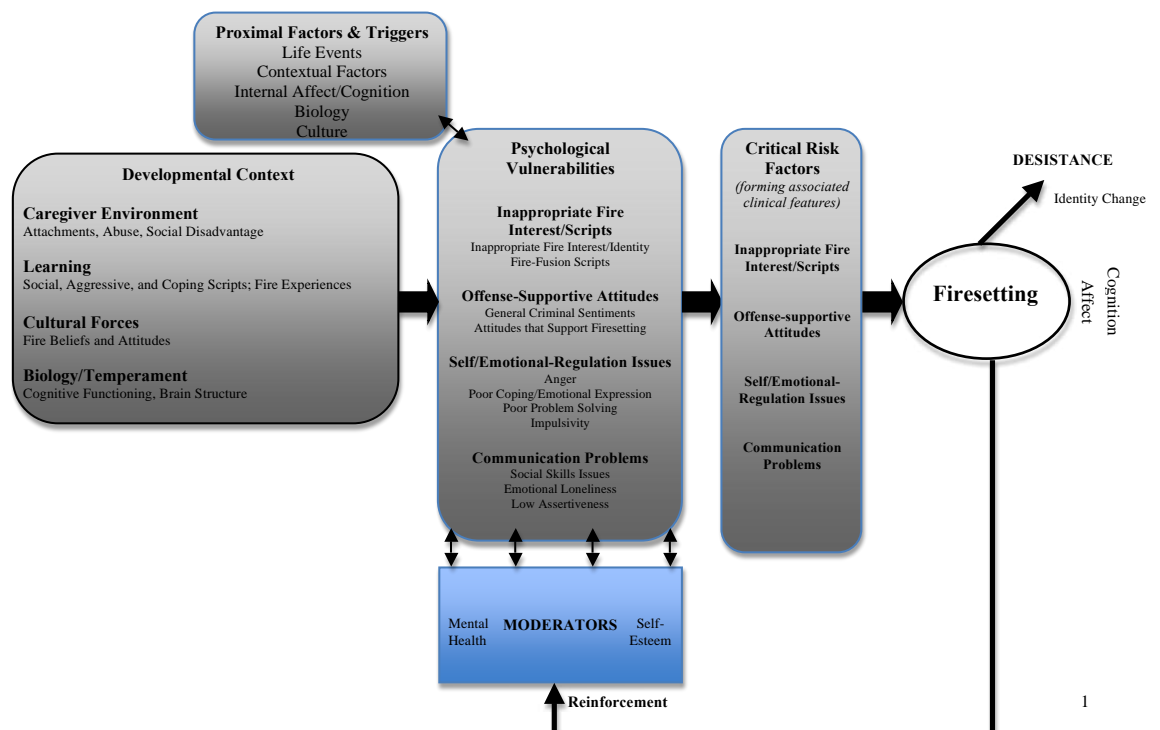 Proximal Factors & Triggers
Life Events
Contextual Factors
Internal Affect/Cognition
Biology
Culture
Developmental Context
Caregiver Environment
Attachments, Abuse, Social Disadvantage
Learning
Social, Aggressive, and Coping Scripts; Fire Experiences
Cultural Forces
Fire Beliefs and Attitudes
Biology/Temperament
Cognitive Functioning, Brain Structure
Psychological
Vulnerabilities
Inappropriate Fire
Interest/Scripts
Inappropriate Fire Interest/Identity
Fire-Fusion Scripts
Offense-Supportive Attitudes
General Criminal Sentiments
Attitudes that Support Firesetting
Self/Emotional-Regulation Issues
Anger
Poor Coping/Emotional Expression
Poor Problem Solving
Impulsivity
Communication Problems
Social Skills Issues
Emotional Loneliness
Low Assertiveness
Critical Risk
Factors
(forming associated
clinical features)
Inappropriate Fire
Interest/Scripts
Offense-supportive
Attitudes
Self/Emotional-
Regulation Issues
Communication
Problems
DESISTANCE
Identity Change
Firesetting
Cognition
Affect
Mental
Health
MODERATORS
Self-
Esteem
Reinforcement
1